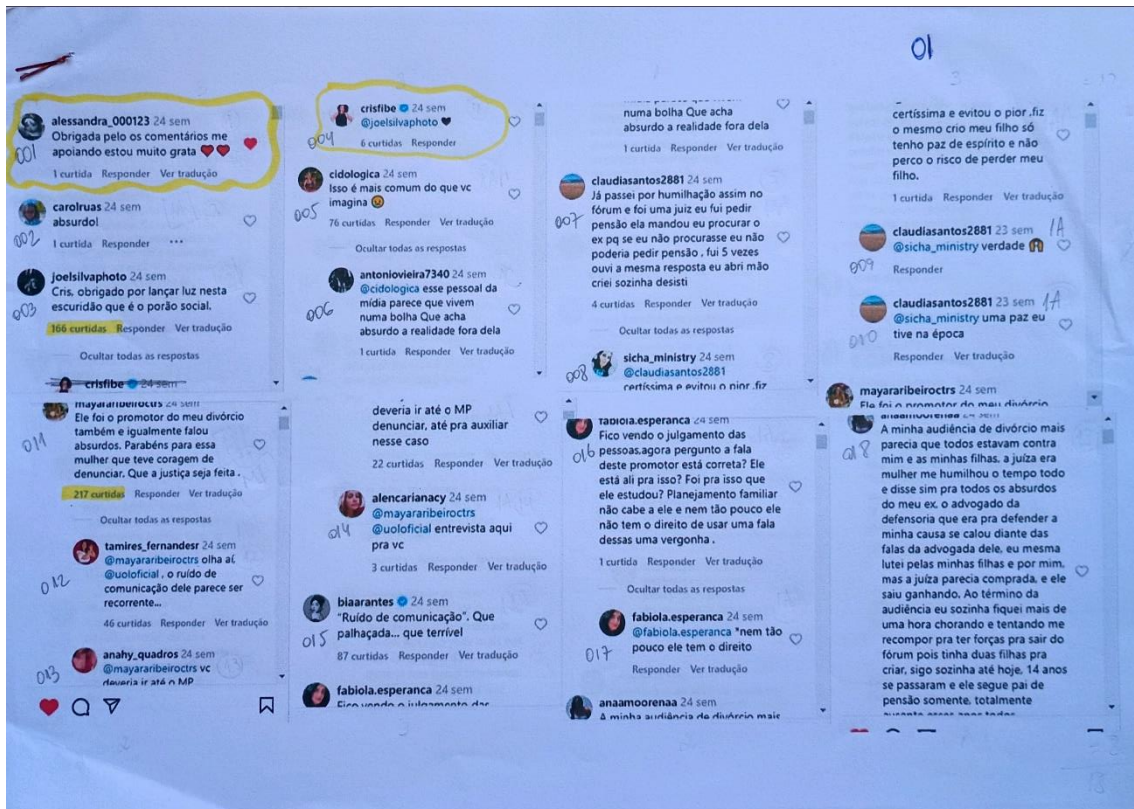 01
alessandra_000123 24 sem
Obrigada pelo os comentários me
apoiando estou muito grata ❤️❤️
001
1 curtida Responder Ver tradução
carolruas 24 sem
absurdo!
002
1 curtida Responder ...
joelsilvaphoto 24 sem
Cris, obrigado por lançar luz nesta
escuridão que é o porão social.
003
166 curtidas Responder Ver tradução
Ocultar todas as respostas
crisfibe 24 sem
crisfibe 24 sem
@joelsilvaphoto 🖤
004
6 curtidas Responder
cidologica 24 sem
Isso é mais comum do que vc
imagina
005
76 curtidas Responder Ver tradução
Ocultar todas as respostas
antoniovieira7340 24 sem
@cidologica esse pessoal da
mídia parece que vivem
numa bolha Que acha
absurdo a realidade fora dela
006
1 curtida Responder Ver tradução
numa bolha Que acha
absurdo a realidade fora dela
1 curtida Responder Ver tradução
claudiasantos2881 24 sem
Já passei por humilhação assim no
fórum e foi uma juiz eu fui pedir
pensão ela mandou eu procurar o
ex pq se eu não procurasse eu não
poderia pedir pensão , fui 5 vezes
ouvi a mesma resposta eu abri mão
criei sozinha desisti
007
4 curtidas Responder Ver tradução
Ocultar todas as respostas
sicha_ministry 24 sem
@claudiasantos2881
certíssima e evitou o pior ,fiz
008
certíssima e evitou o pior ,fiz
o mesmo crio meu filho só
tenho paz de espírito e não
perco o risco de perder meu
filho.
claudiasantos2881 23 sem 1A
@sicha_ministry verdade
009
Responder
claudiasantos2881 23 sem 1A
@sicha_ministry uma paz eu
tive na época
010
Responder Ver tradução
mayararibeiroctrs 24 sem
Ele foi o promotor do meu divórcio
mayararibeiroctrs 24 sem
Ele foi o promotor do meu divórcio
também e igualmente falou
absurdos. Parabéns para essa
mulher que teve coragem de
denunciar. Que a justiça seja feita .
011
217 curtidas Responder Ver tradução
Ocultar todas as respostas
tamires_fernandesr 24 sem
@mayararibeiroctrs olha aí,
@uoloficial , o ruído de
comunicação dele parece ser
recorrente...
012
46 curtidas Responder Ver tradução
anahy_quadros 24 sem
@mayararibeiroctrs vc
deveria ir até o MP
013
deveria ir até o MP
denunciar, até pra auxiliar
nesse caso
22 curtidas Responder Ver tradução
alencarianacy 24 sem
@mayararibeiroctrs
@uoloficial entrevista aqui
pra vc
014
3 curtidas Responder Ver tradução
biaarantes 24 sem
"Ruído de comunicação". Que
palhaçada... que terrível
015
87 curtidas Responder Ver tradução
fabiola.esperanca 24 sem
Fico vendo o julgamento das
fabiola.esperanca 24 sem
Fico vendo o julgamento das
pessoas,agora pergunto a fala
deste promotor está correta? Ele
está ali pra isso? Foi pra isso que
ele estudou? Planejamento familiar
não cabe a ele e nem tão pouco ele
não tem o direito de usar uma fala
dessas uma vergonha .
016
1 curtida Responder Ver tradução
Ocultar todas as respostas
fabiola.esperanca 24 sem
@fabiola.esperanca *nem tão
pouco ele tem o direito
017
Responder Ver tradução
anaamoorenaa 24 sem
A minha audiência de divórcio mais
anaamoorenaa 24 sem
A minha audiência de divórcio mais
parecia que todos estavam contra
mim e as minhas filhas, a juíza era
mulher me humilhou o tempo todo
e disse sim pra todos os absurdos
do meu ex. o advogado da
defensoria que era pra defender a
minha causa se calou diante das
falas da advogada dele, eu mesma
lutei pelas minhas filhas e por mim,
mas a juíza parecia comprada, e ele
saiu ganhando. Ao término da
audiência eu sozinha fiquei mais de
uma hora chorando e tentando me
recompor pra ter forças pra sair do
fórum pois tinha duas filhas pra
criar, sigo sozinha até hoje, 14 anos
se passaram e ele segue pai de
pensão somente, totalmente
018